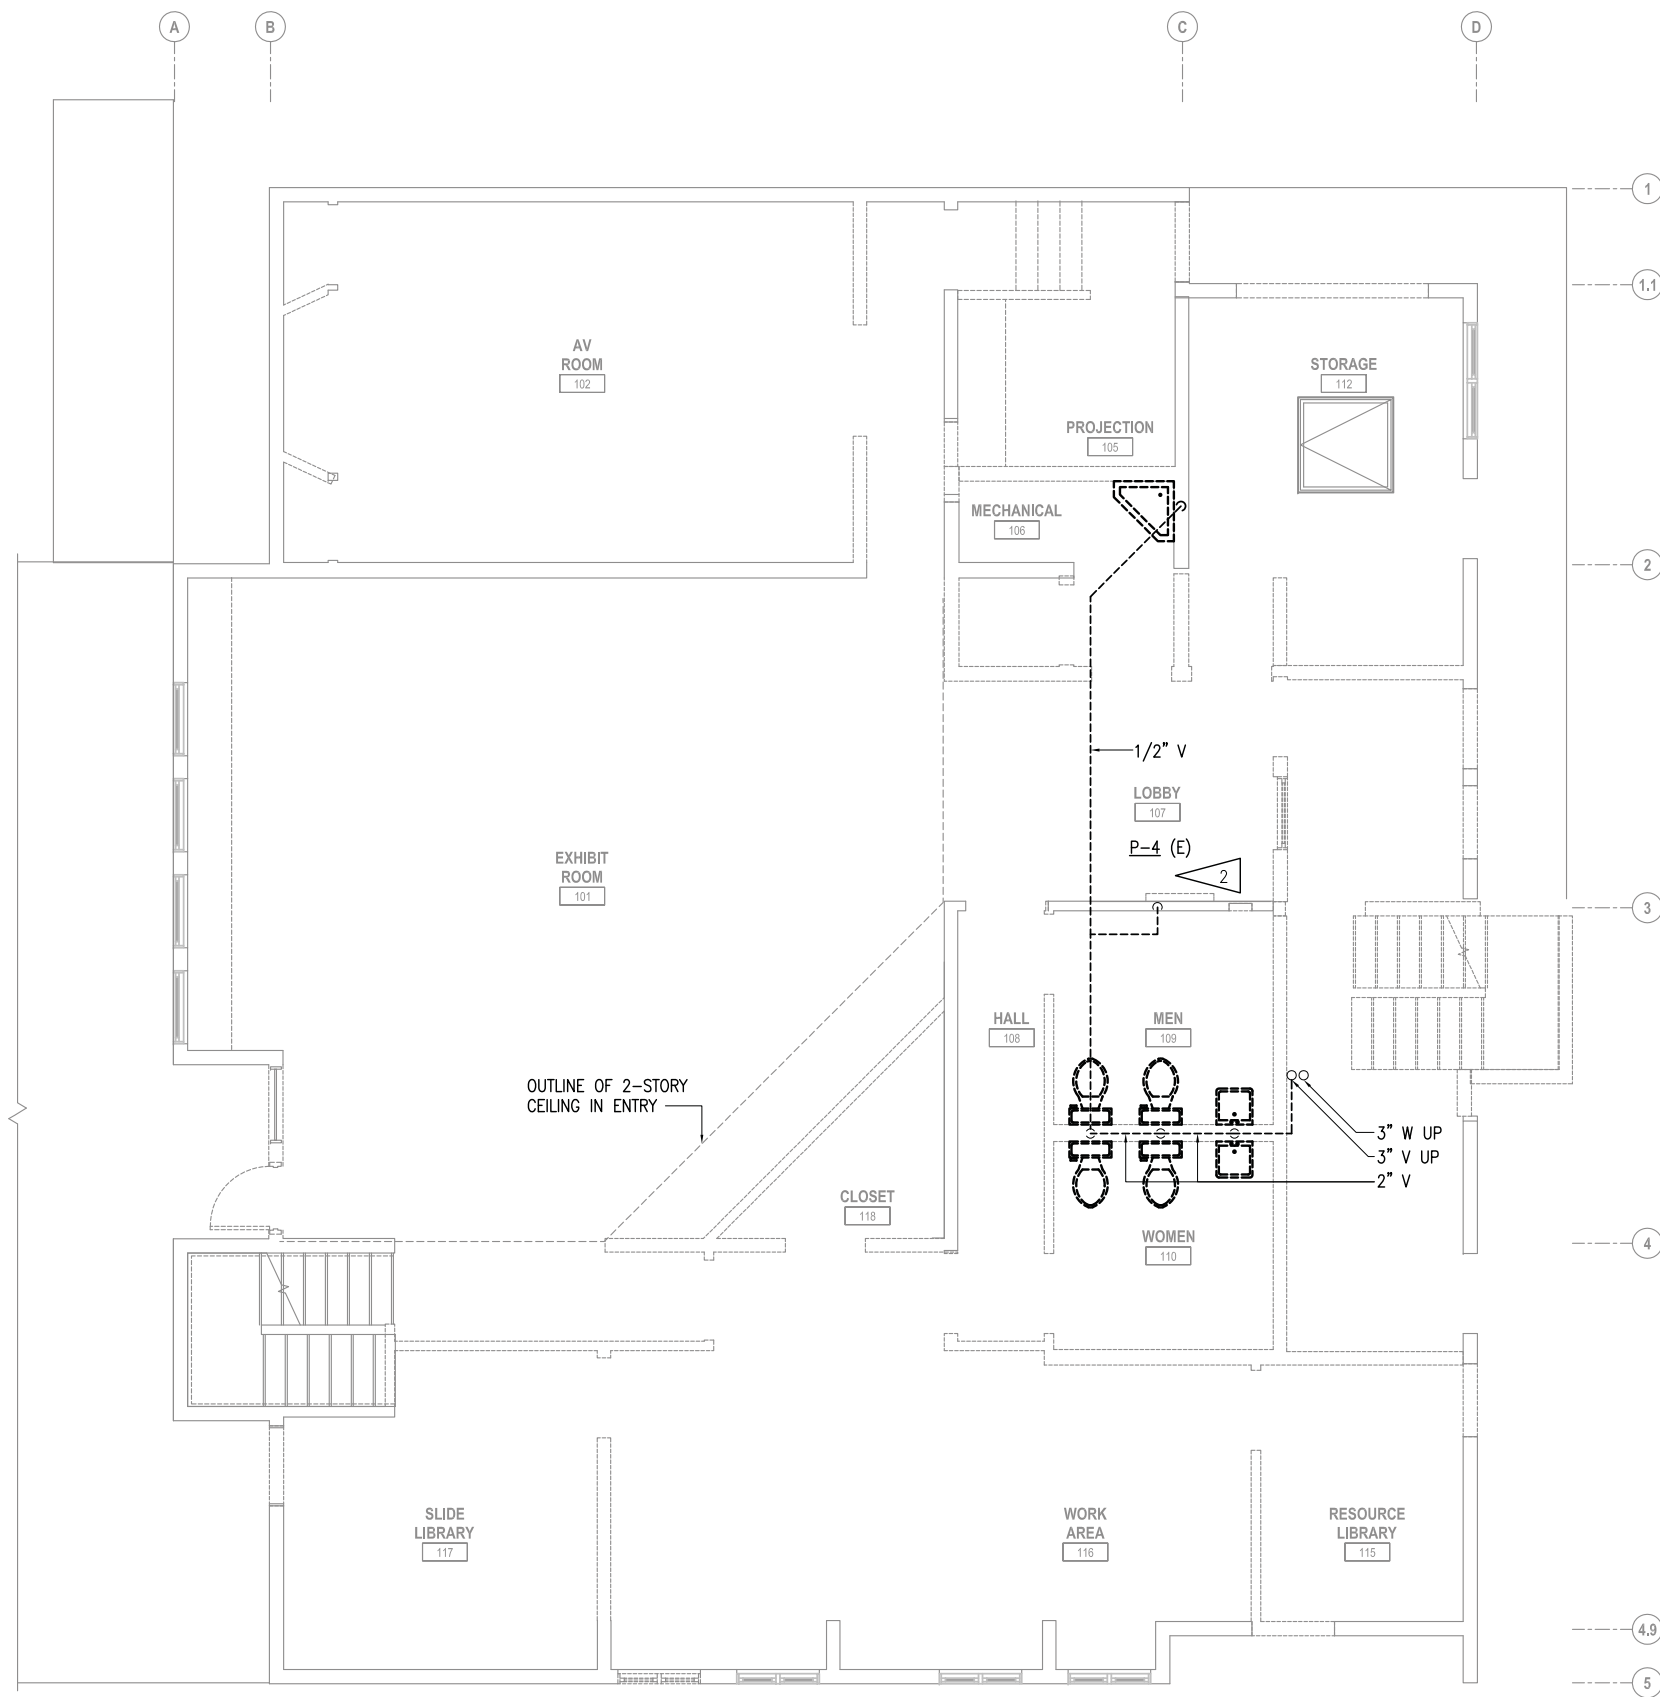 A
B
C
D
1
1.1
AV
ROOM
102
STORAGE
112
PROJECTION
105
MECHANICAL
106
2
1/2" V
LOBBY
107
P-4 (E)
2
EXHIBIT
ROOM
101
3
HALL
108
MEN
109
OUTLINE OF 2-STORY
CEILING IN ENTRY
3" W UP
3" V UP
2" V
CLOSET
118
WOMEN
110
4
SLIDE
LIBRARY
117
WORK
AREA
116
RESOURCE
LIBRARY
115
4.9
5